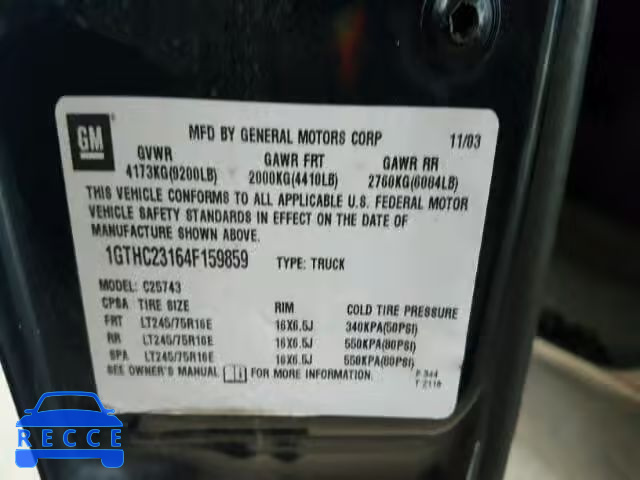 GM
MFD BY GENERAL MOTORS CORP 11/03
GVWR GAWR FRT GAWR RR
4173KG(9200LB) 2000KG(4410LB) 2760KG(6084LB)
THIS VEHICLE CONFORMS TO ALL APPLICABLE U.S. FEDERAL MOTOR
VEHICLE SAFETY STANDARDS IN EFFECT ON THE DATE OF
MANUFACTURE SHOWN ABOVE.
1GTHC23164F159859 TYPE: TRUCK
MODEL: C25743
CPSA TIRE SIZE RIM COLD TIRE PRESSURE
FRT LT245/75R16E 16X6.5J 340KPA(50PSI)
RR LT245/75R16E 16X6.5J 550KPA(80PSI)
SPA LT245/75R16E 16X6.5J 550KPA(80PSI)
SEE OWNER'S MANUAL FOR MORE INFORMATION.
P 344
T 2116
RECCE24